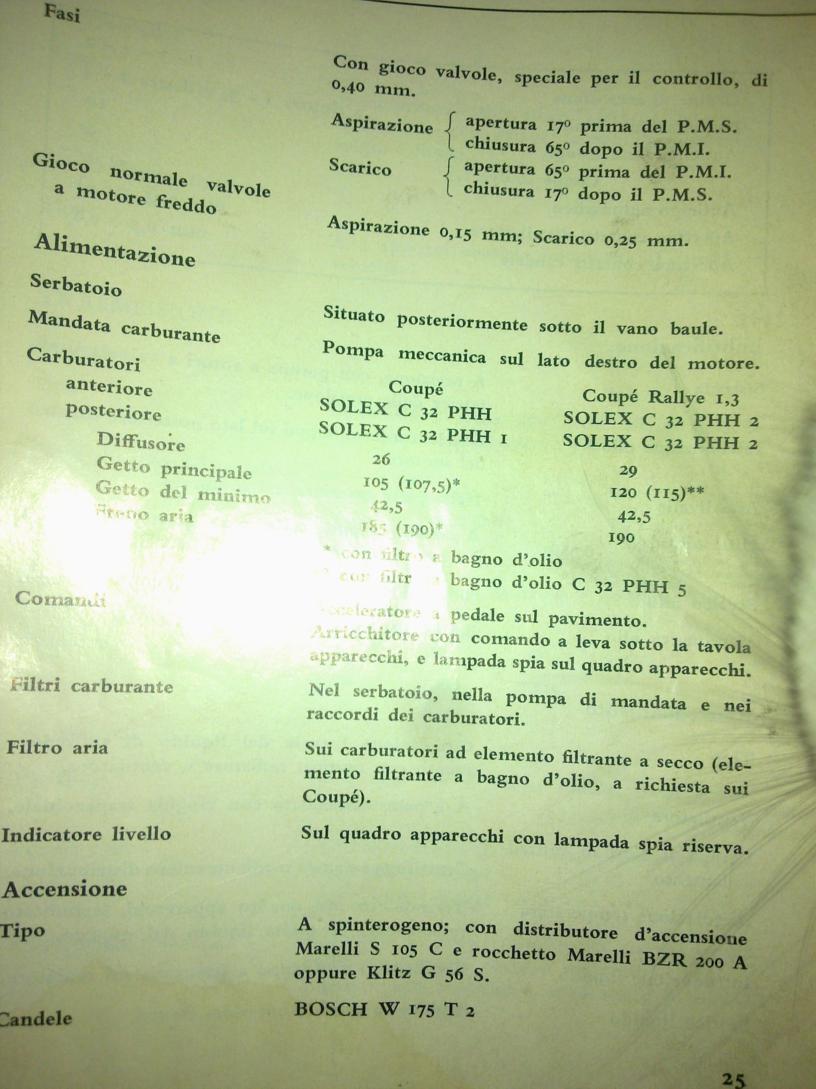 Fasi
Con gioco valvole, speciale per il controllo, di
0,40 mm.
Aspirazione { apertura 17° prima del P.M.S.
chiusura 65° dopo il P.M.I.
Scarico { apertura 65° prima del P.M.I.
chiusura 17° dopo il P.M.S.
Gioco normale valvole
a motore freddo
Aspirazione 0,15 mm; Scarico 0,25 mm.
Alimentazione
Serbatoio
Situato posteriormente sotto il vano baule.
Mandata carburante
Pompa meccanica sul lato destro del motore.
Carburatori
Coupé Coupé Rallye 1,3
anteriore SOLEX C 32 PHH SOLEX C 32 PHH 2
posteriore SOLEX C 32 PHH 1 SOLEX C 32 PHH 2
Diffusore 26 29
Getto principale 105 (107,5)* 120 (115)**
Getto del minimo 42,5 42,5
Freno aria 185 (190)* 190
* con filtro a bagno d'olio
con filtr bagno d'olio C 32 PHH 5
Comandi
Acceleratore a pedale sul pavimento.
Arricchitore con comando a leva sotto la tavola
apparecchi, e lampada spia sul quadro apparecchi.
Filtri carburante
Nel serbatoio, nella pompa di mandata e nei
raccordi dei carburatori.
Filtro aria
Sui carburatori ad elemento filtrante a secco (ele-
mento filtrante a bagno d'olio, a richiesta sui
Coupé).
Indicatore livello
Sul quadro apparecchi con lampada spia riserva.
Accensione
Tipo
A spinterogeno; con distributore d'accensione
Marelli S 105 C e rocchetto Marelli BZR 200 A
oppure Klitz G 56 S.
Candele
BOSCH W 175 T 2
25